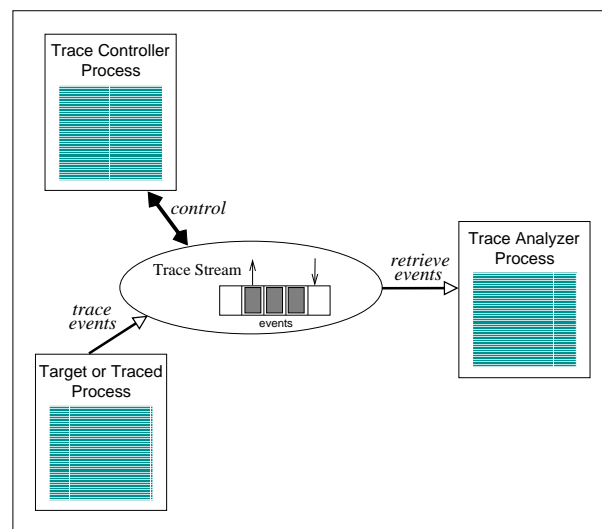 Trace Controller
Process
control
Trace Stream
events
retrieve
events
Trace Analyzer
Process
trace
events
Target or Traced
Process